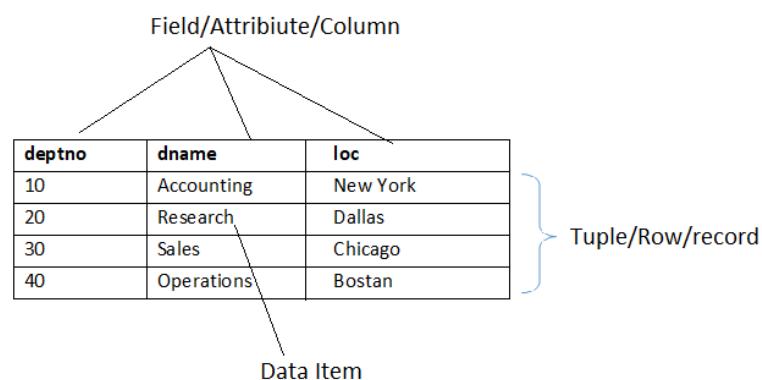 Field/Attribiute/Column
deptno dname loc
10 Accounting New York
20 Research Dallas
30 Sales Chicago
40 Operations Bostan
Tuple/Row/record
Data Item